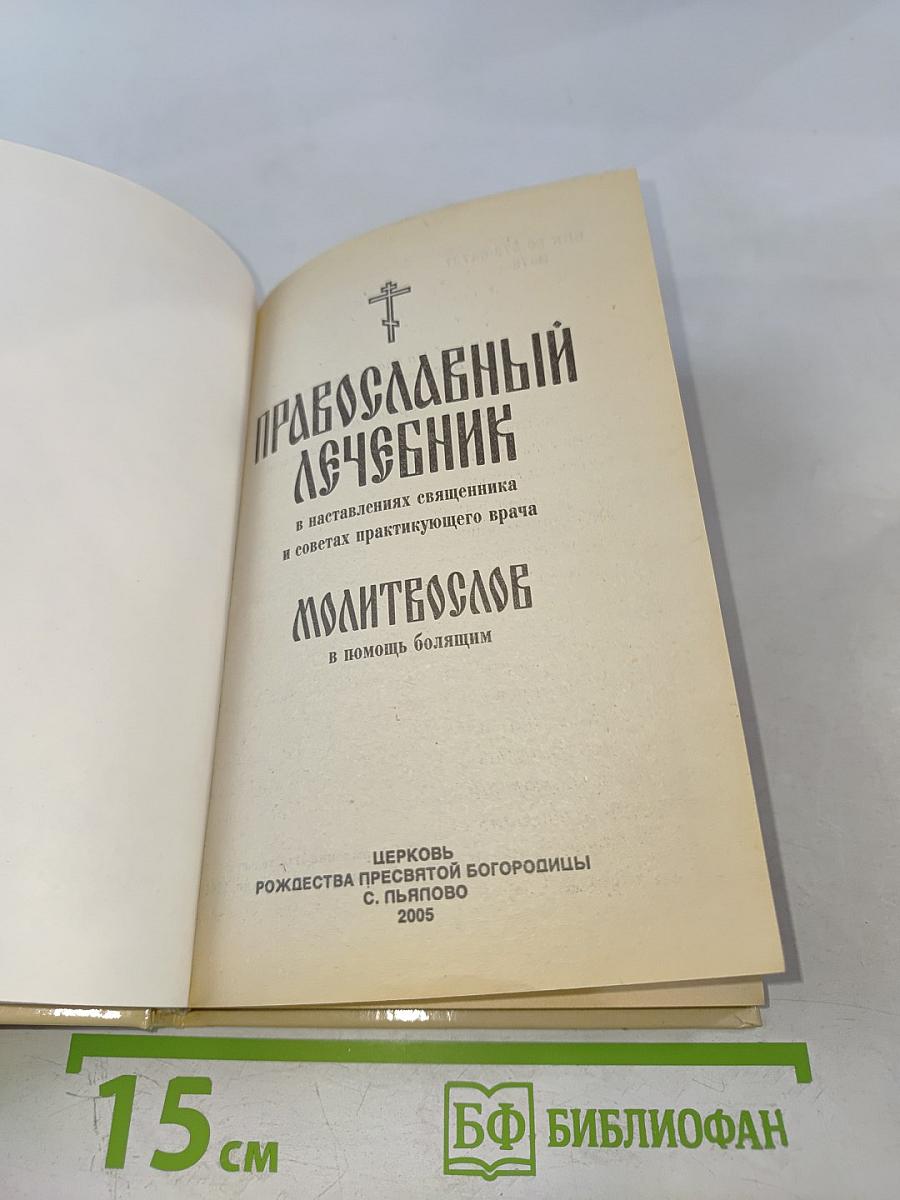 ПРАВОСЛАВНЫЙ
ЛЕЧЕБНИК
в наставлениях священника
и советах практикующего врача
МОЛИТВОСЛОВ
в помощь болящим
ЦЕРКОВЬ
РОЖДЕСТВА ПРЕСВЯТОЙ БОГОРОДИЦЫ
С. ЛЬЯЛОВО
2005
15 см
БФ БИБЛИОФАН